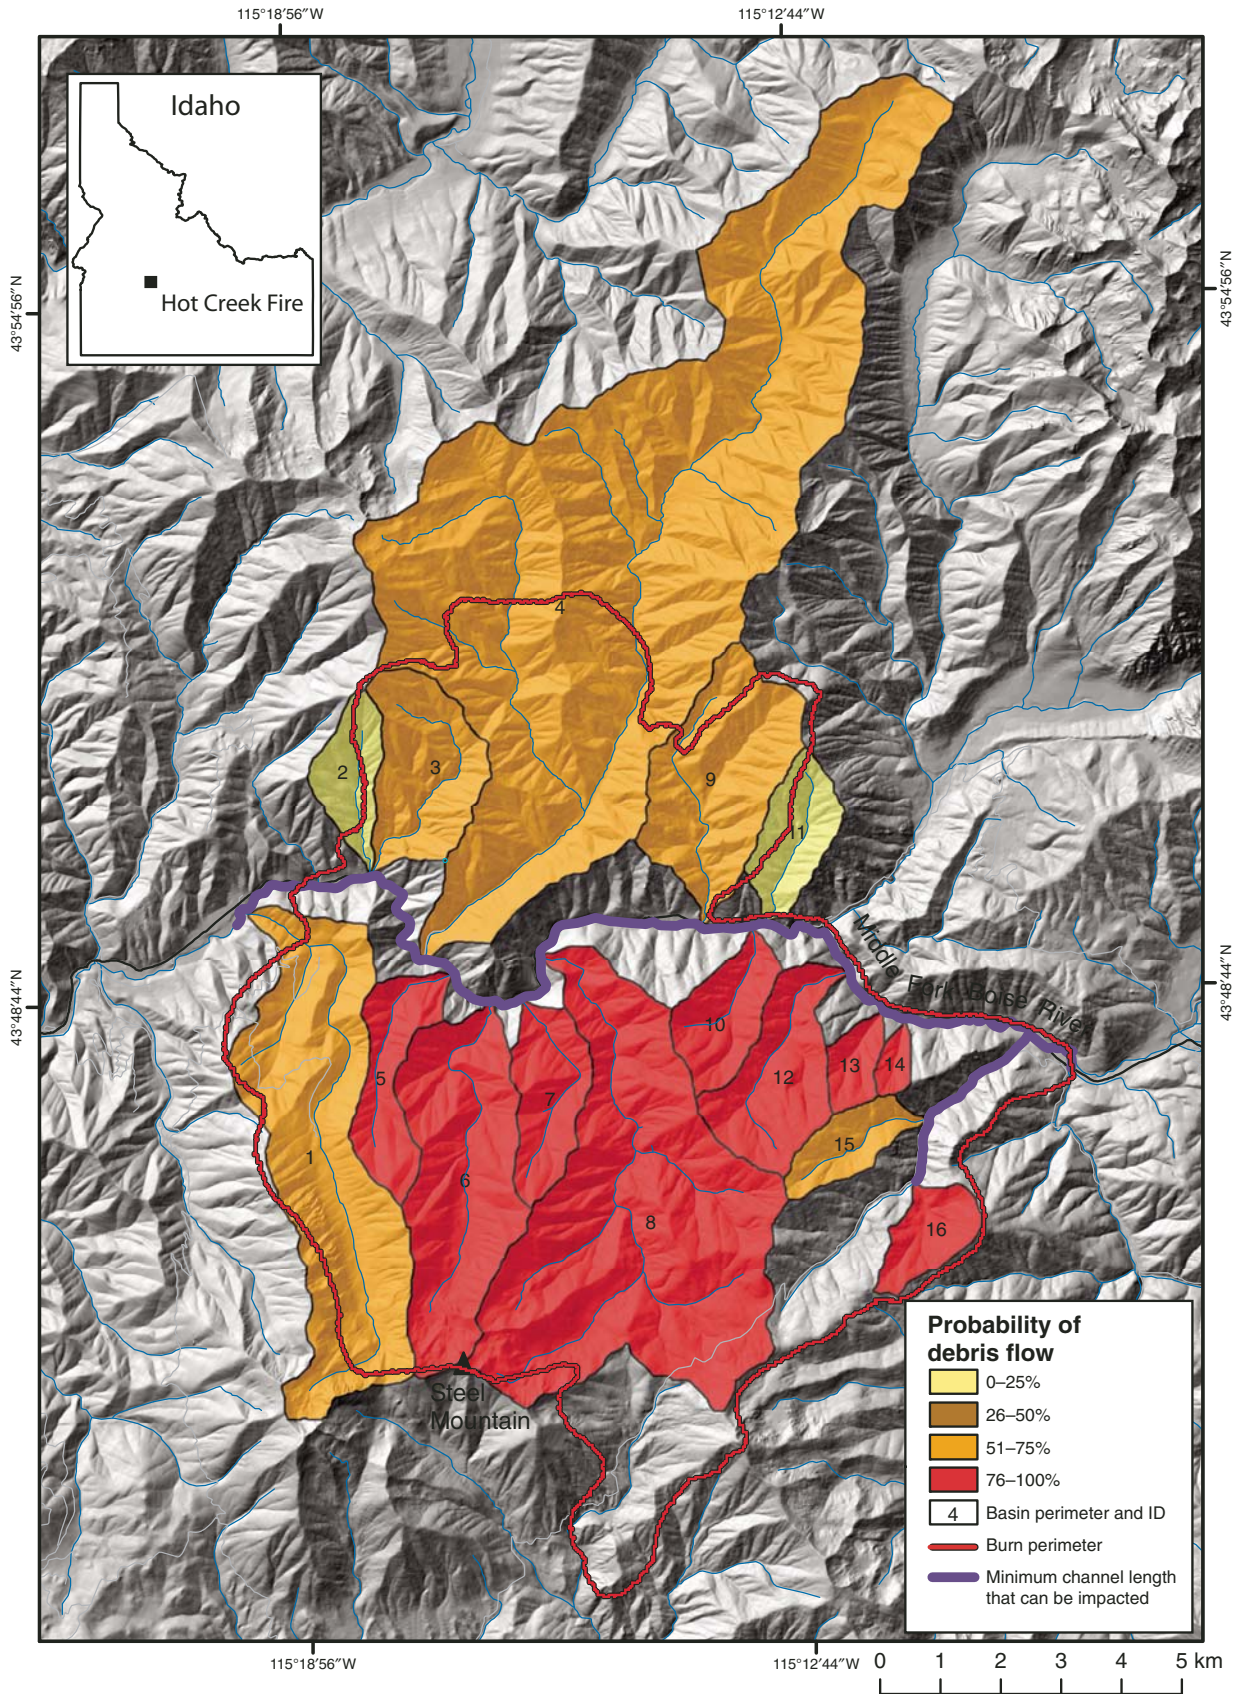 115°18′56″W
115°12′44″W
Idaho
Hot Creek Fire
43°54′56″N
43°54′56″N
4
2
3
9
11
Middle Fork Boise River
43°48′44″N
43°48′44″N
10
5
12
13
14
7
15
1
6
8
16
Steel
Mountain
Probability of
debris flow
0–25%
26–50%
51–75%
76–100%
4 Basin perimeter and ID
Burn perimeter
Minimum channel length
that can be impacted
115°18′56″W
115°12′44″W
0 1 2 3 4 5 km